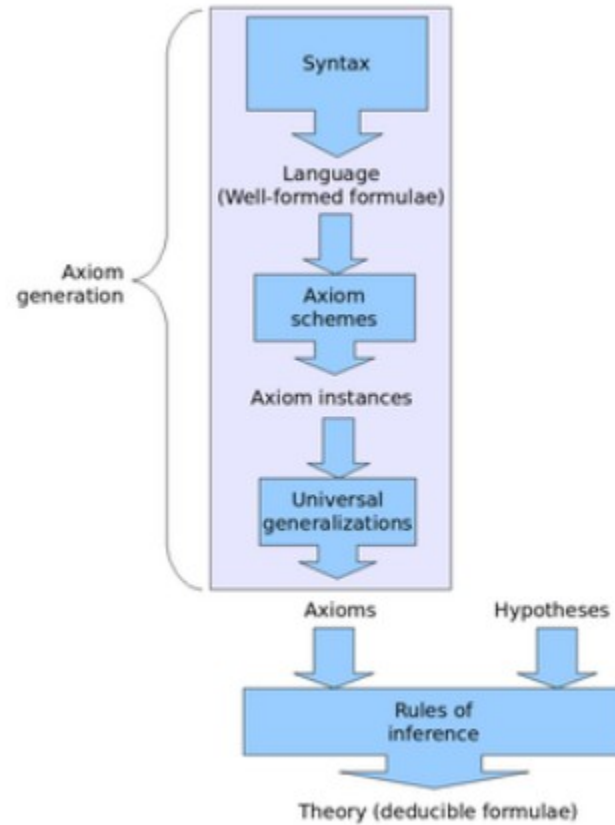 Syntax
Language
(Well-formed formulae)
Axiom
generation
Axiom
schemes
Axiom instances
Universal
generalizations
Axioms
Hypotheses
Rules of
inference
Theory (deducible formulae)